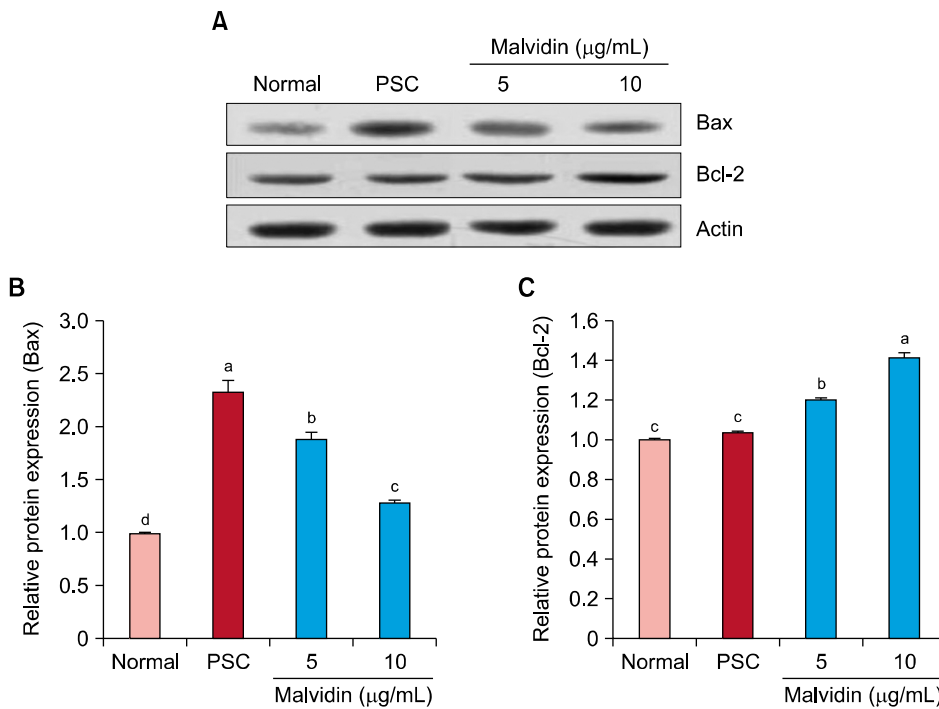 A
Malvidin (μg/mL)
Normal PSC 5 10
Bax
Bcl-2
Actin
B
Relative protein expression (Bax)
3.0
2.5
2.0
1.5
1.0
0.5
0
d
a
b
c
Normal PSC 5 10
Malvidin (μg/mL)
C
Relative protein expression (Bcl-2)
1.6
1.4
1.2
1.0
0.8
0.6
0.4
0.2
0
c
c
b
a
Normal PSC 5 10
Malvidin (μg/mL)